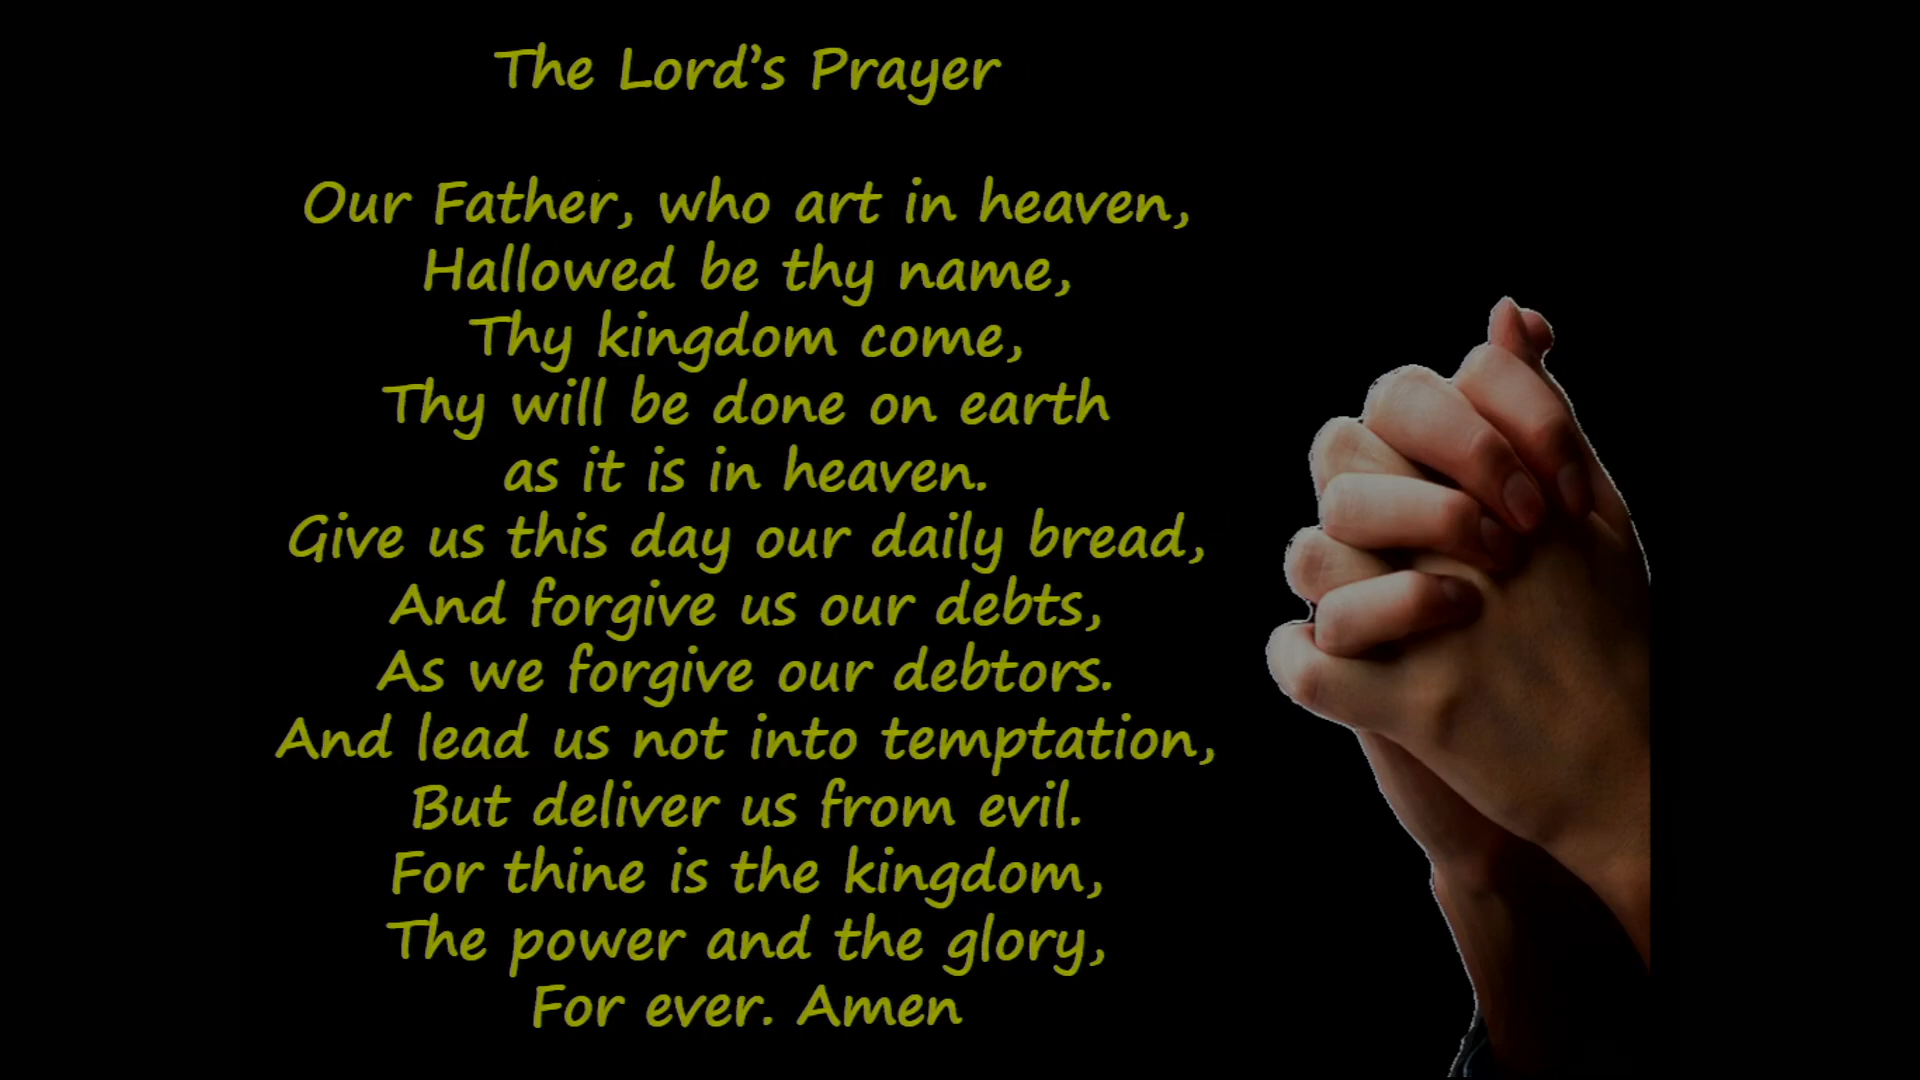 The Lord’s Prayer
Our Father, who art in heaven,
Hallowed be thy name,
Thy kingdom come,
Thy will be done on earth
as it is in heaven.
Give us this day our daily bread,
And forgive us our debts,
As we forgive our debtors.
And lead us not into temptation,
But deliver us from evil.
For thine is the kingdom,
The power and the glory,
For ever. Amen